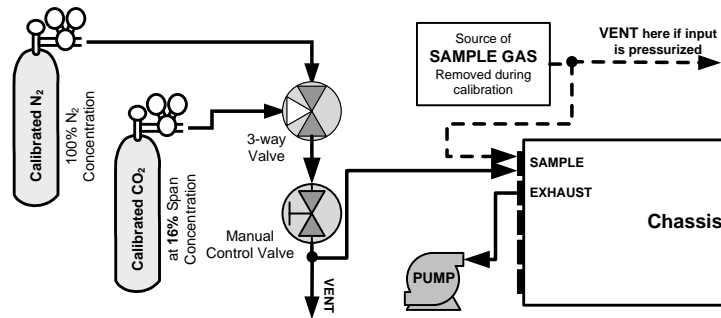 Calibrated N2
100% N2
Concentration
Calibrated CO2
at 16% Span
Concentration
3-way
Valve
Manual
Control Valve
VENT
Source of
SAMPLE GAS
Removed during
calibration
VENT here if input
is pressurized
SAMPLE
EXHAUST
Chassis
PUMP